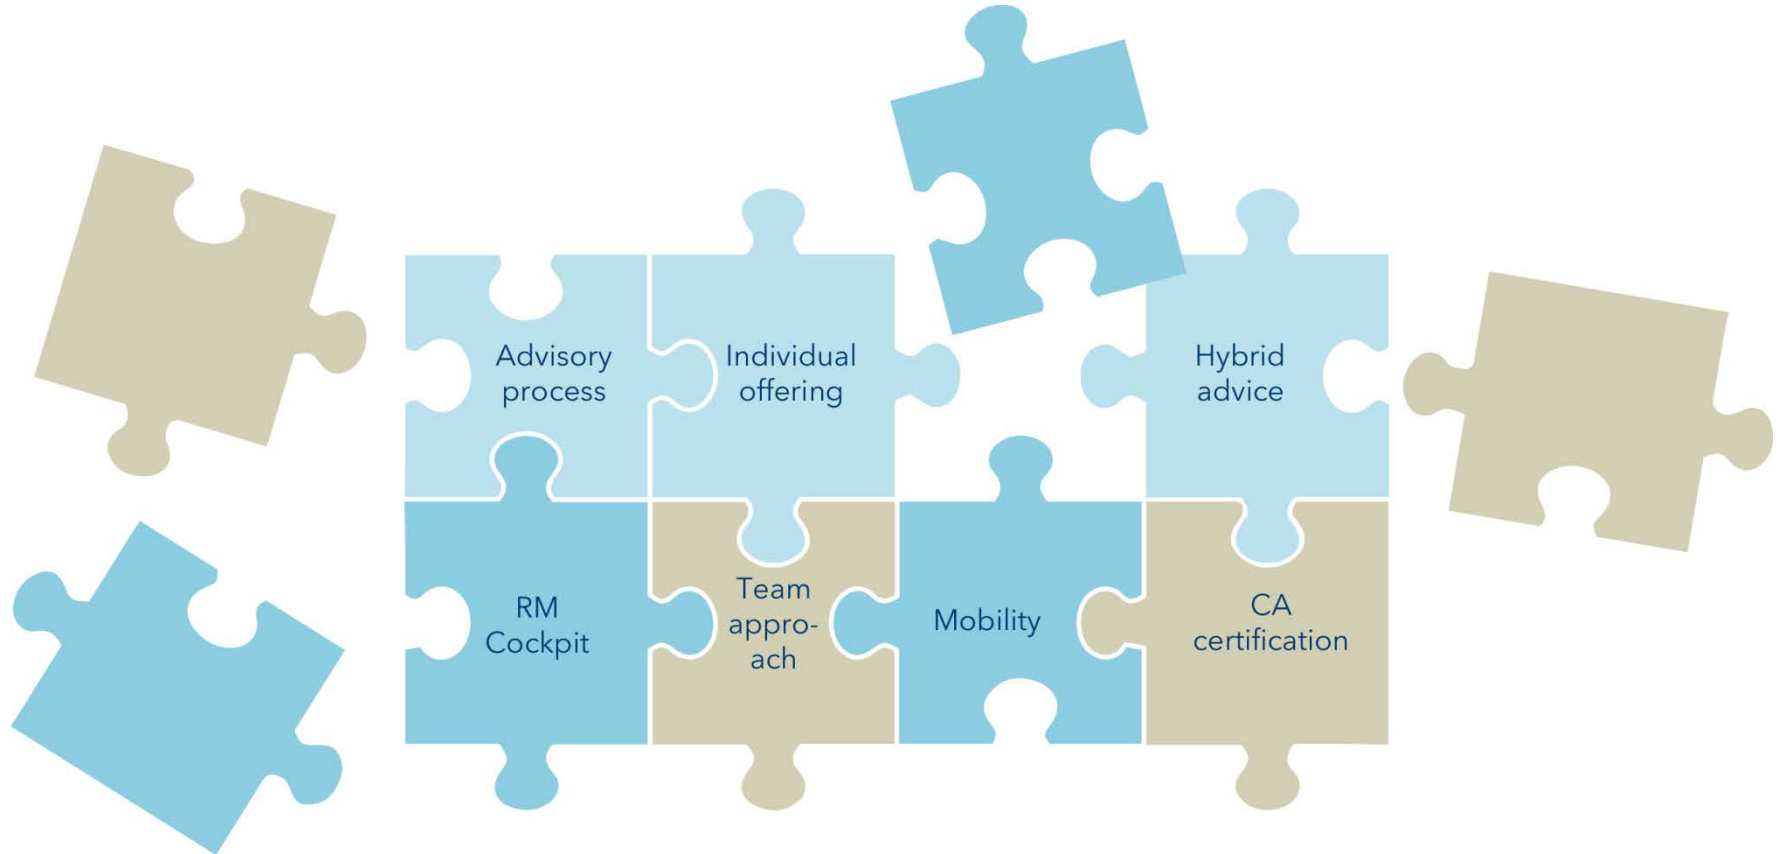 Advisory
process
Individual
offering
Hybrid
advice
RM
Cockpit
Team
appro-
ach
Mobility
CA
certification